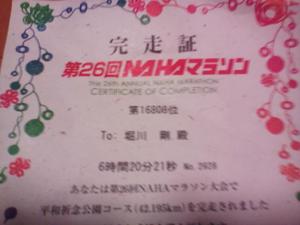 完走証
第26回NAHAマラソン
THE 26TH ANNUAL NAHA MARATHON
CERTIFICATE OF COMPLETION
第16808位
To: 堀川 剛 殿
6時間20分21秒 No.2928
あなたは第26回NAHAマラソン大会で
平和祈念公園コース(42.195km)を完走されました